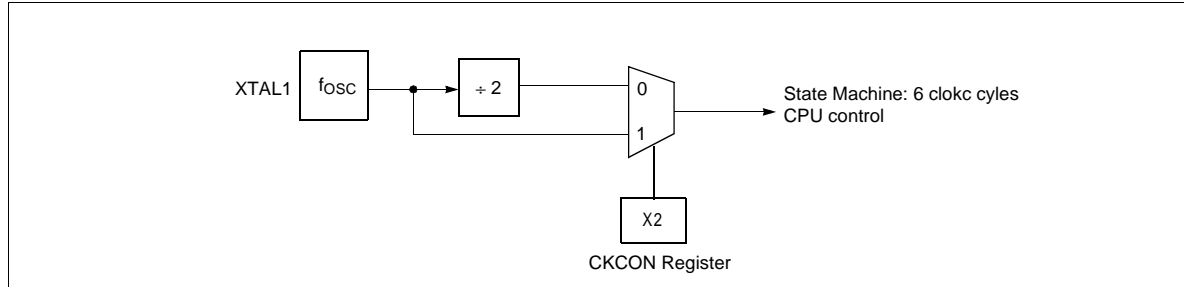 XTAL1
fOSC
÷ 2
0
1
State Machine: 6 clokc cyles
CPU control
X2
CKCON Register